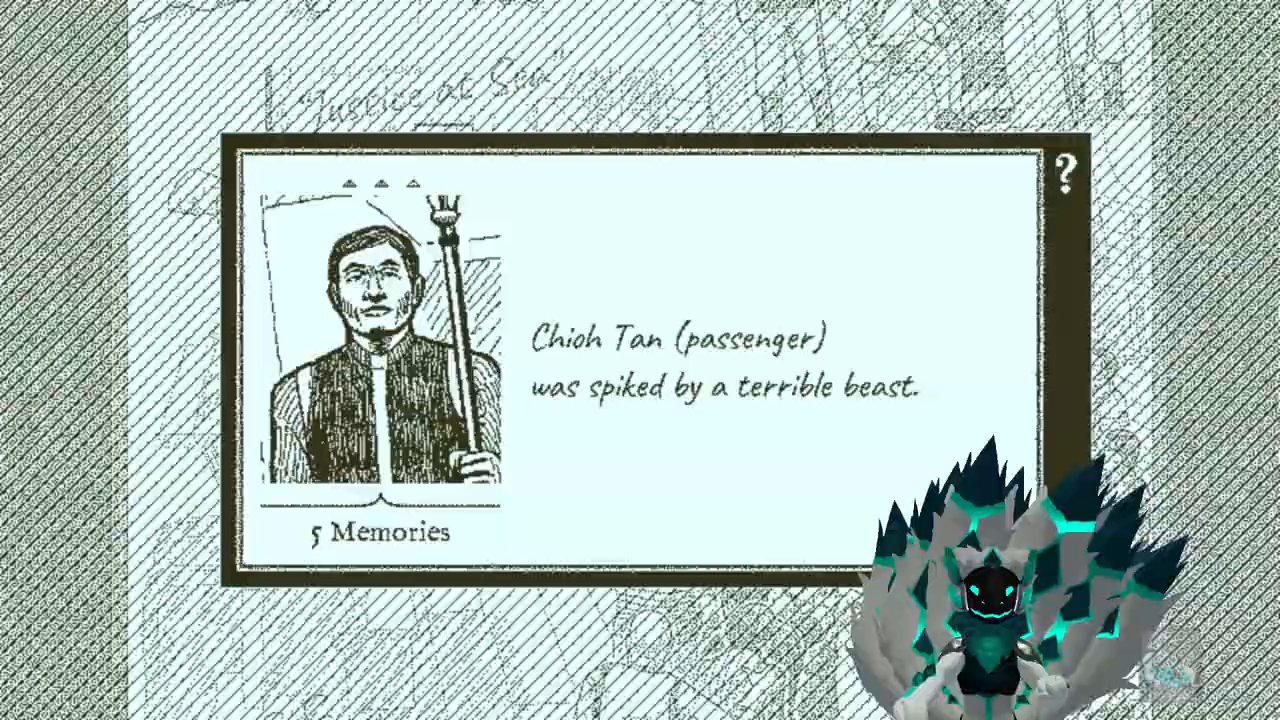 "Justice at Sea"
?
Chioh Tan (passenger)
was spiked by a terrible beast.
5 Memories